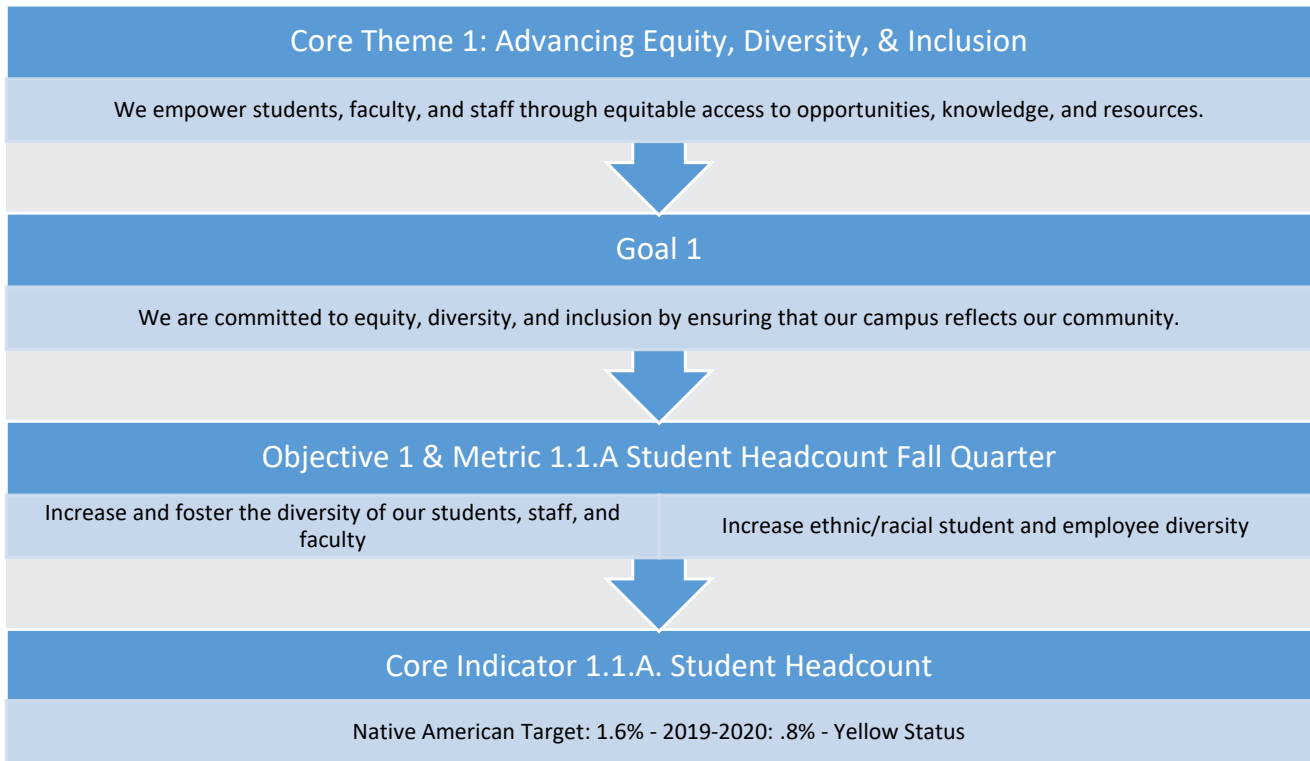 Core Theme 1: Advancing Equity, Diversity, & Inclusion
We empower students, faculty, and staff through equitable access to opportunities, knowledge, and resources.
Goal 1
We are committed to equity, diversity, and inclusion by ensuring that our campus reflects our community.
Objective 1 & Metric 1.1.A Student Headcount Fall Quarter
Increase and foster the diversity of our students, staff, and
faculty
Increase ethnic/racial student and employee diversity
Core Indicator 1.1.A. Student Headcount
Native American Target: 1.6% - 2019-2020: .8% - Yellow Status